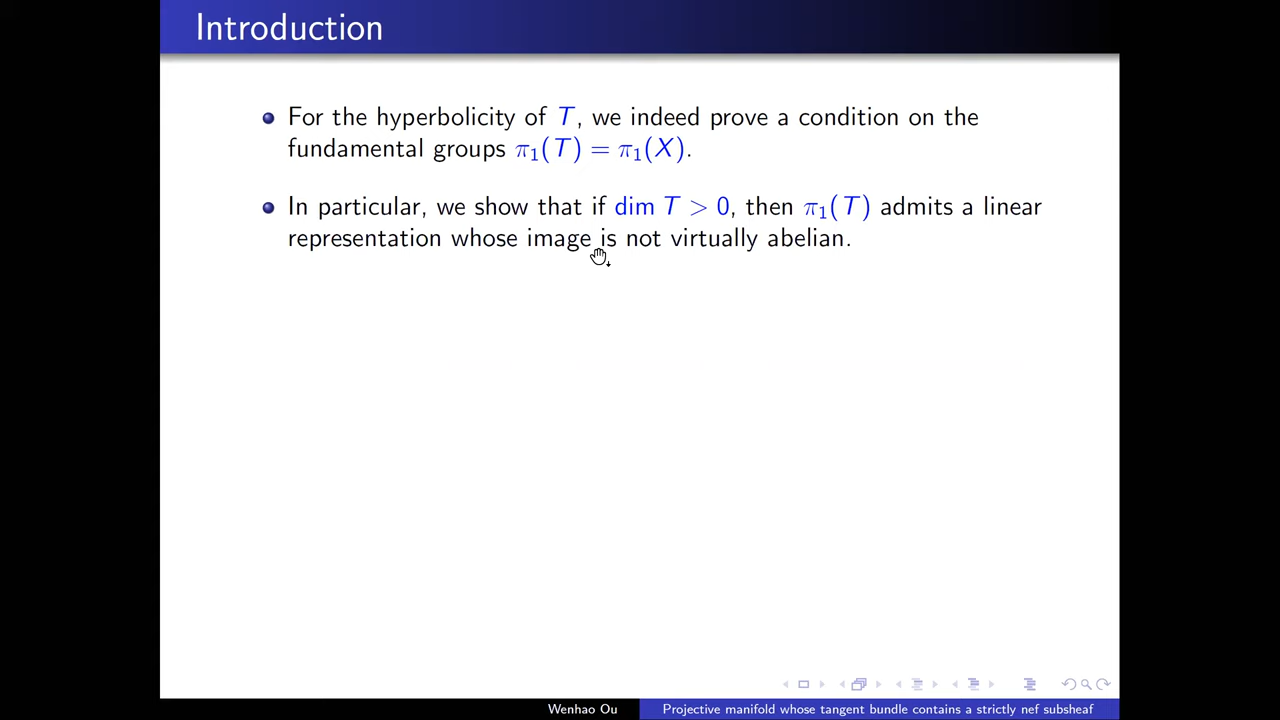 Introduction
For the hyperbolicity of T, we indeed prove a condition on the
fundamental groups π₁(T) = π₁(X).
In particular, we show that if dim T > 0, then π₁(T) admits a linear
representation whose image is not virtually abelian.
Wenhao Ou
Projective manifold whose tangent bundle contains a strictly nef subsheaf